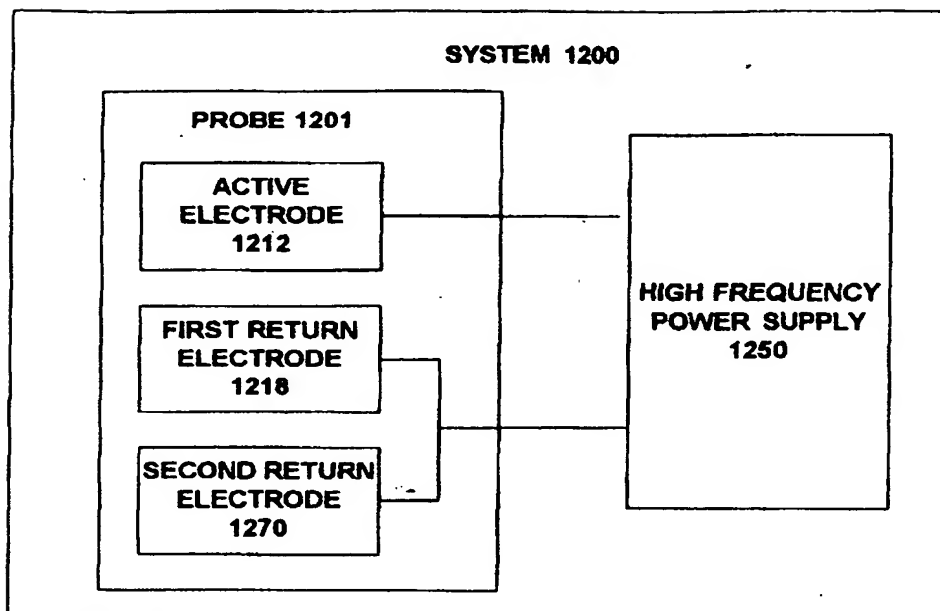 SYSTEM 1200
PROBE 1201
ACTIVE
ELECTRODE
1212
FIRST RETURN
ELECTRODE
1218
SECOND RETURN
ELECTRODE
1270
HIGH FREQUENCY
POWER SUPPLY
1250